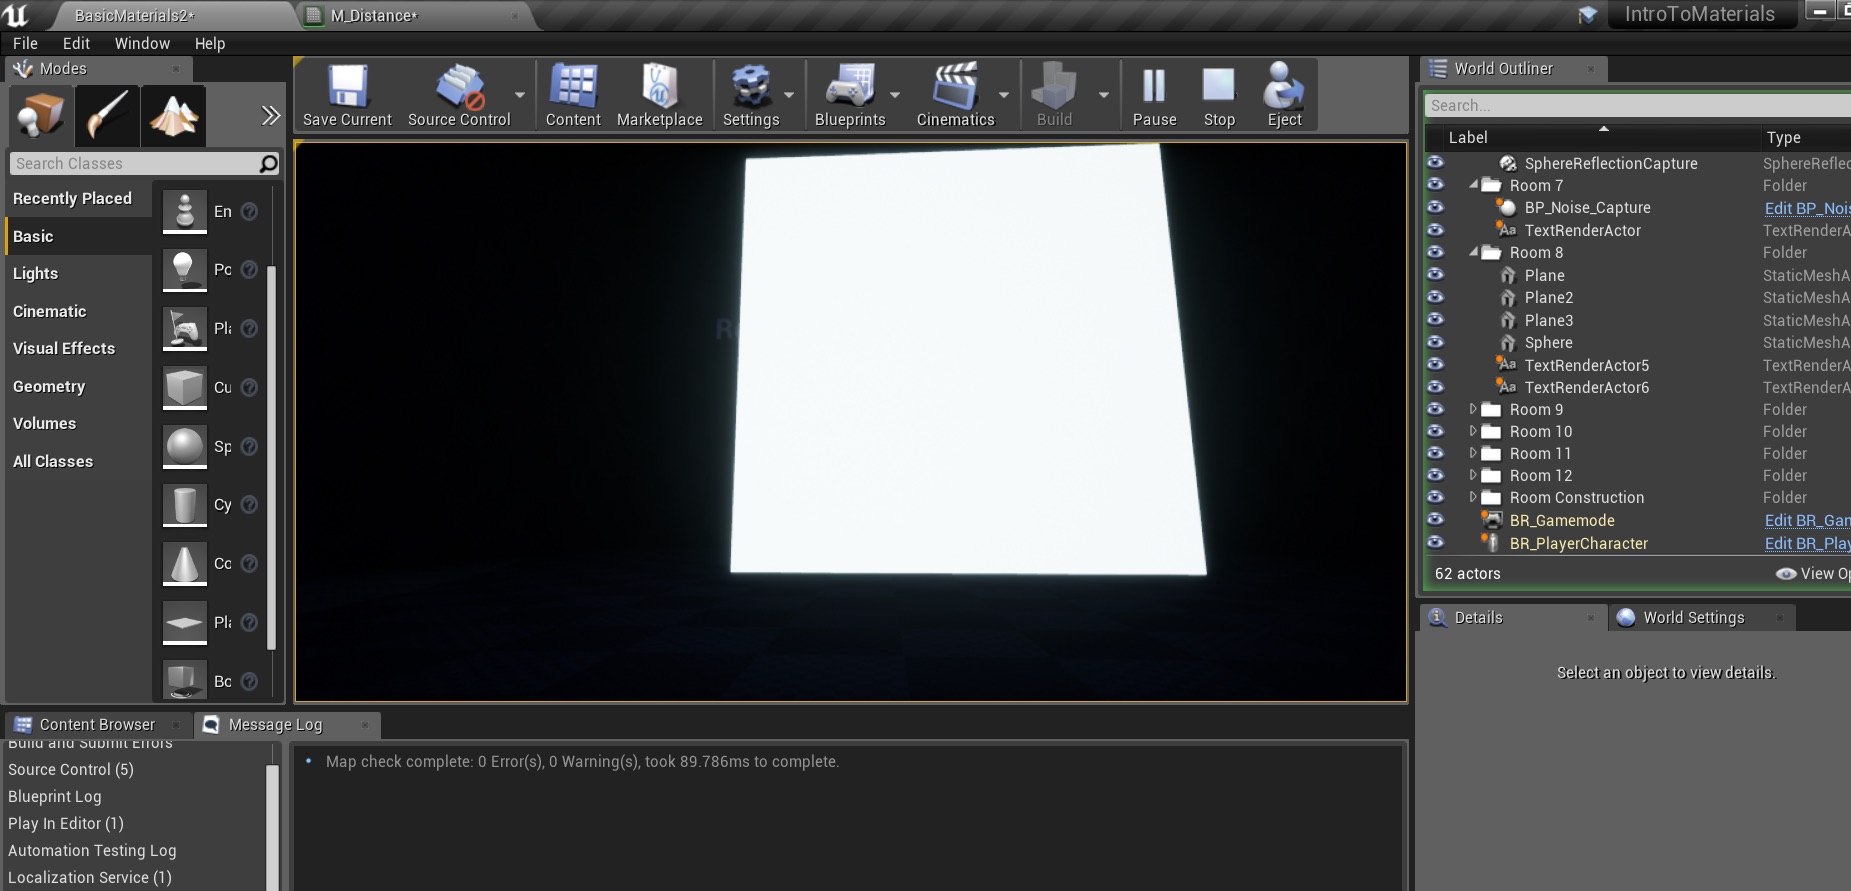 BasicMaterials2*
M_Distance*
IntroToMaterials
File Edit Window Help
Modes
Save Current
Source Control
Content
Marketplace
Settings
Blueprints
Cinematics
Build
Pause
Stop
Eject
Search Classes
Recently Placed
Basic
Lights
Cinematic
Visual Effects
Geometry
Volumes
All Classes
En
Po
Pla
Cu
Sp
Cy
Co
Pla
Bo
World Outliner
Search...
Label Type
SphereReflectionCapture SphereReflec
Room 7 Folder
BP_Noise_Capture Edit BP_Nois
TextRenderActor TextRenderA
Room 8 Folder
Plane StaticMeshA
Plane2 StaticMeshA
Plane3 StaticMeshA
Sphere StaticMeshA
TextRenderActor5 TextRenderA
TextRenderActor6 TextRenderA
Room 9 Folder
Room 10 Folder
Room 11 Folder
Room 12 Folder
Room Construction Folder
BR_Gamemode Edit BR_Gam
BR_PlayerCharacter Edit BR_Play
62 actors View Op
Details
World Settings
Select an object to view details.
Content Browser
Message Log
Build and Submit Errors
Source Control (5)
Blueprint Log
Play In Editor (1)
Automation Testing Log
Localization Service (1)
Map check complete: 0 Error(s), 0 Warning(s), took 89.786ms to complete.